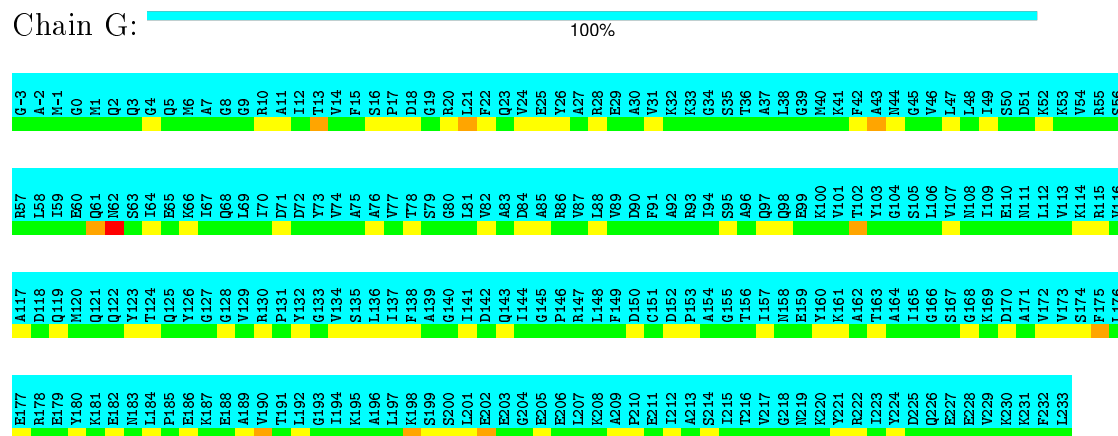 Chain G:
100%
G-3 A-2 M-1 G0 M1 Q2 Q3 G4 Q5 M6 A7 G8 G9 R10 A11 I12 T13 V14 F15 S16 P17 D18 G19 R20 L21 F22 Q23 V24 E25 Y26 A27 R28 E29 A30 V31 K32 K33 G34 S35 T36 A37 L38 G39 M40 K41 F42 A43 N44 G45 V46 L47 L48 I49 S50 D51 K52 K53 V54 R55
R57 L58 I59 E60 Q61 N62 S63 I64 E65 K66 I67 Q68 L69 I70 D71 D72 Y73 V74 A75 A76 V77 T78 S79 G80 L81 V82 A83 D84 A85 R86 V87 L88 V89 D90 F91 A92 R93 I94 S95 A96 Q97 Q98 E99 K100 V101 T102 Y103 G104 S105 L106 V107 N108 I109 E110 N111 L112 V113 K114 R115
A117 D118 Q119 M120 Q121 Q122 Y123 T124 Q125 Y126 G127 G128 V129 R130 P131 Y132 G133 V134 S135 L136 I137 F138 A139 G140 I141 D142 Q143 I144 G145 P146 R147 L148 F149 D150 C151 D152 P153 A154 G155 T156 I157 N158 E159 Y160 K161 A162 T163 A164 I165 G166 S167 G168 K169 D170 A171 V172 V173 S174 F175 L176
E177 R178 E179 Y180 K181 E182 N183 L184 P185 E186 K187 E188 A189 V190 T191 L192 G193 I194 K195 A196 L197 K198 S199 S200 L201 E202 E203 G204 E205 E206 L207 K208 A209 P210 E211 I212 A213 S214 I215 T216 V217 G218 N219 K220 Y221 R222 I223 Y224 D225 Q226 E227 E228 V229 K230 K231 F232 L233